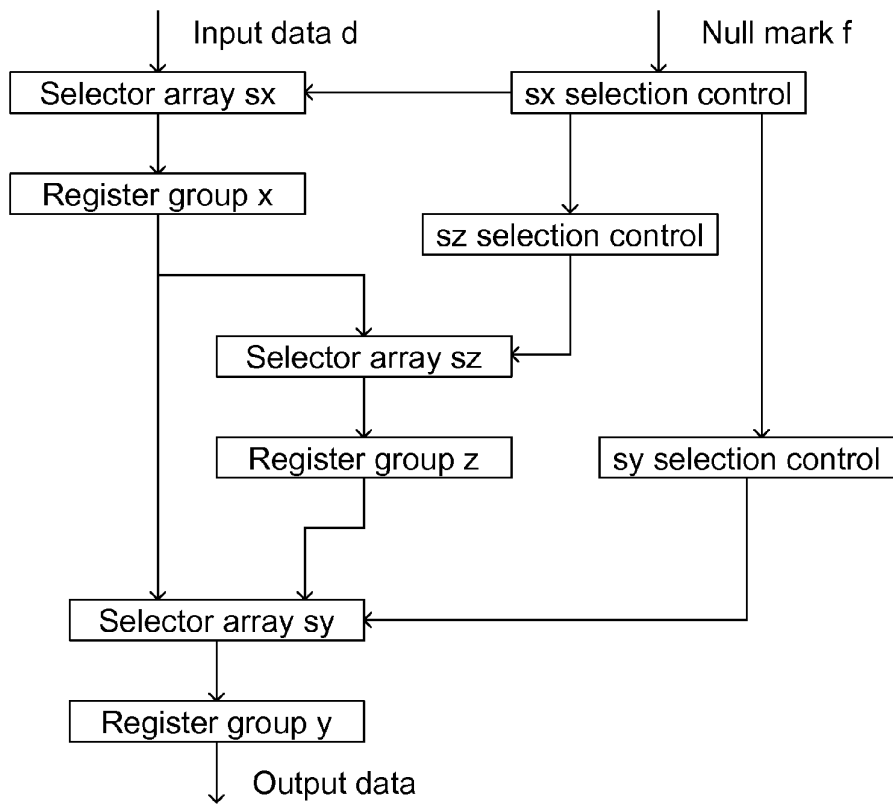 Input data d
Null mark f
Selector array sx
sx selection control
Register group x
sz selection control
Selector array sz
Register group z
sy selection control
Selector array sy
Register group y
Output data